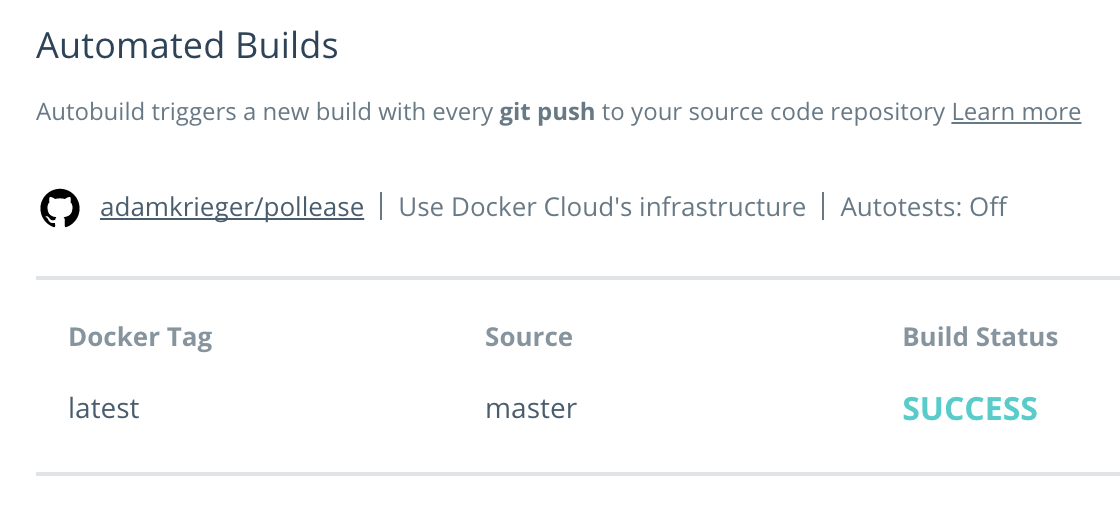 Automated Builds
Autobuild triggers a new build with every git push to your source code repository Learn more
adamkrieger/pollease | Use Docker Cloud's infrastructure | Autotests: Off
Docker Tag Source Build Status
latest master SUCCESS